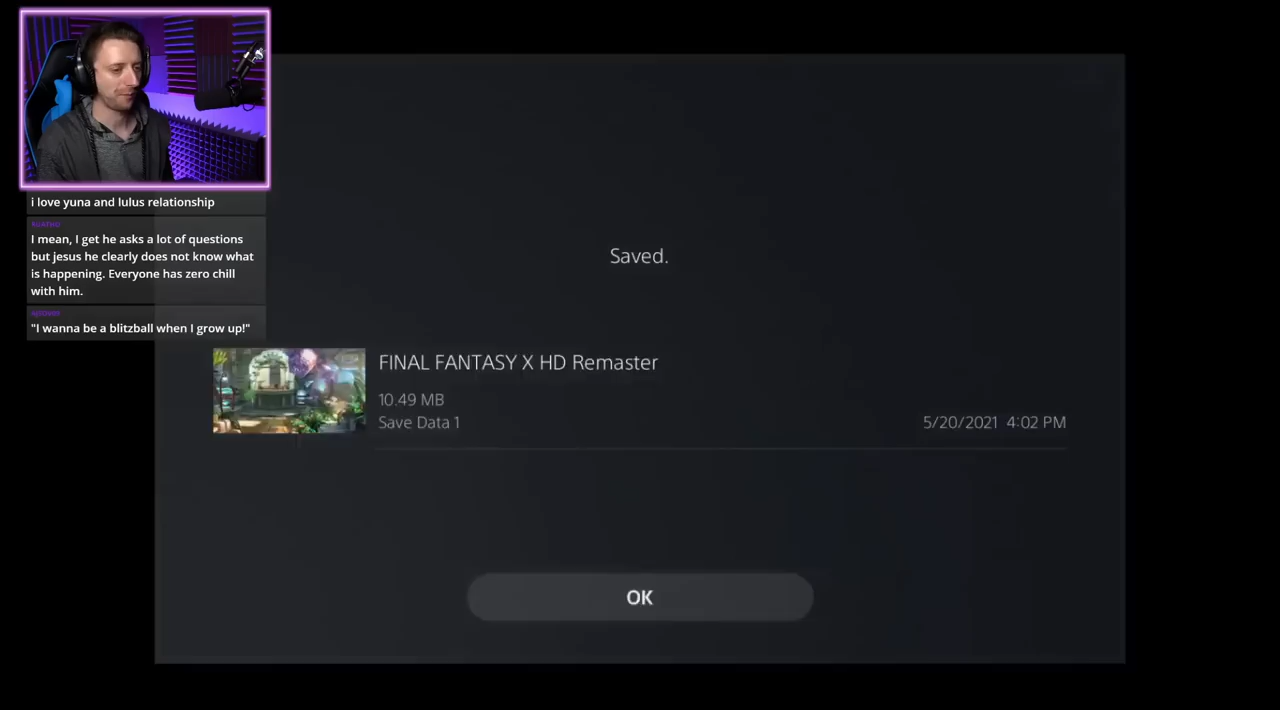 i love yuna and lulus relationship
I mean, I get he asks a lot of questions
but jesus he clearly does not know what
is happening. Everyone has zero chill
with him.
"I wanna be a blitzball when I grow up!"
Saved.
FINAL FANTASY X HD Remaster
10.49 MB
Save Data 1
5/20/2021 4:02 PM
OK